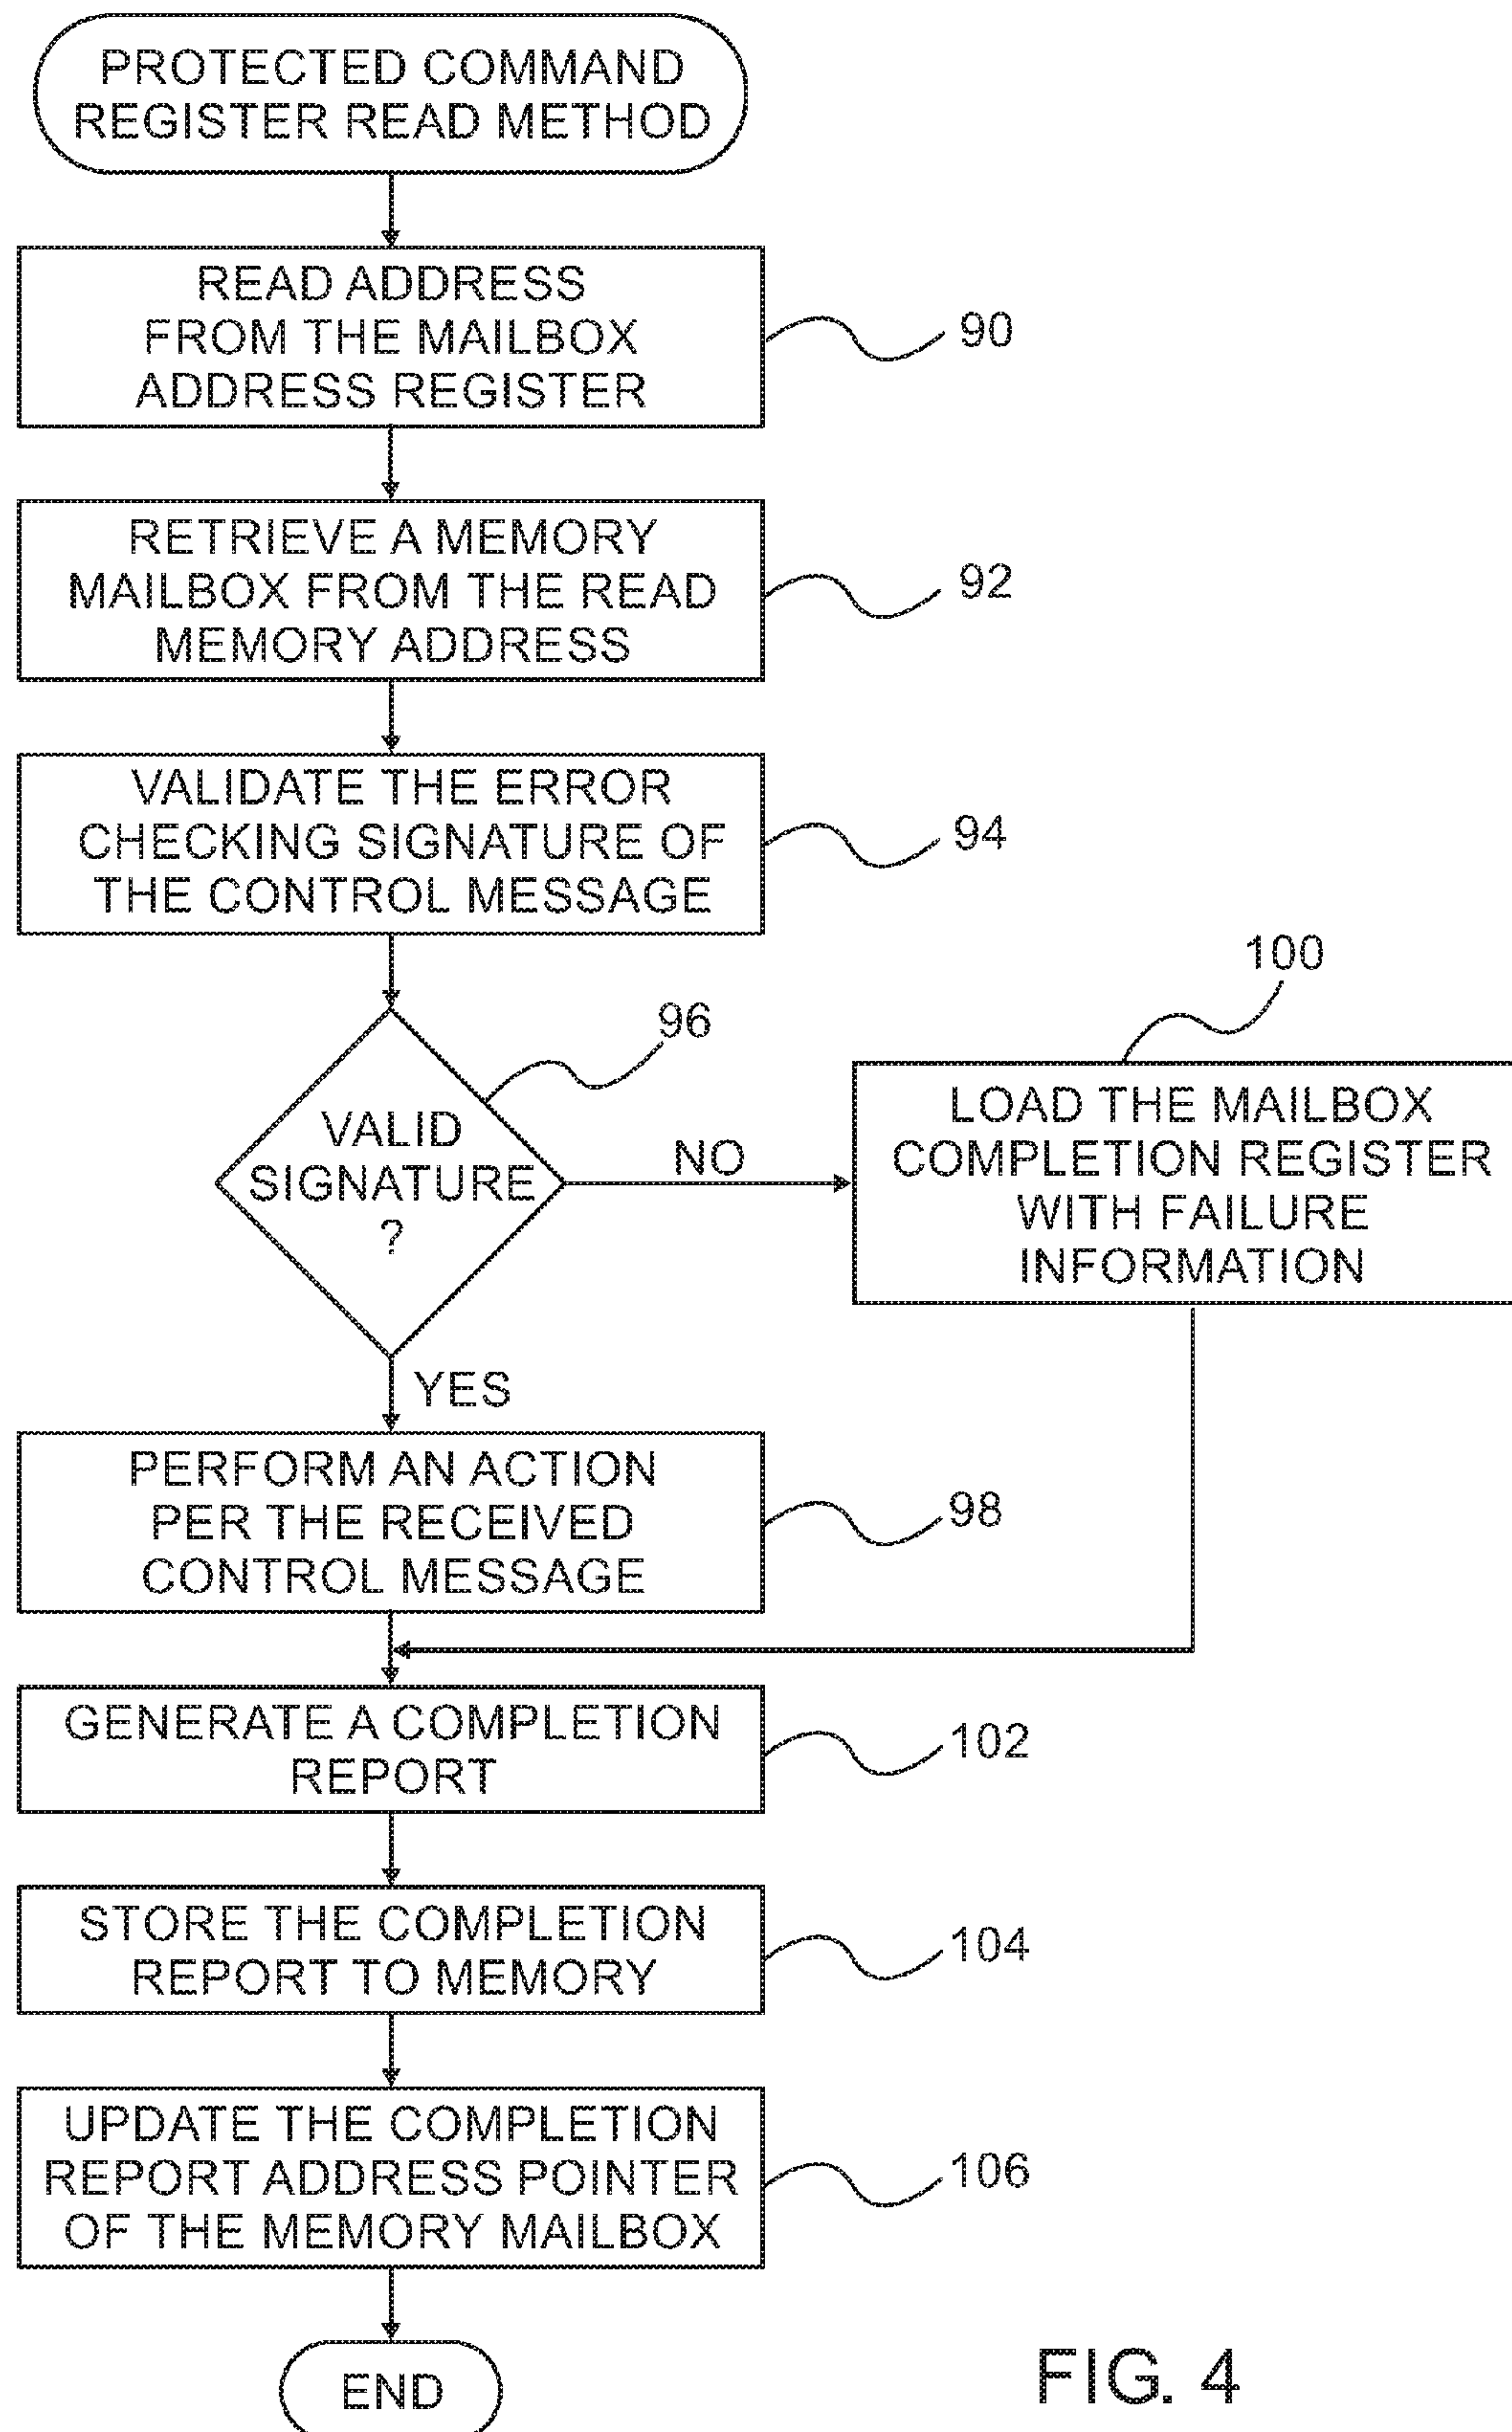 PROTECTED COMMAND
REGISTER READ METHOD
READ ADDRESS
FROM THE MAILBOX
ADDRESS REGISTER
90
RETRIEVE A MEMORY
MAILBOX FROM THE READ
MEMORY ADDRESS
92
VALIDATE THE ERROR
CHECKING SIGNATURE OF
THE CONTROL MESSAGE
94
96
VALID
SIGNATURE
?
NO
100
LOAD THE MAILBOX
COMPLETION REGISTER
WITH FAILURE
INFORMATION
YES
PERFORM AN ACTION
PER THE RECEIVED
CONTROL MESSAGE
98
GENERATE A COMPLETION
REPORT
102
STORE THE COMPLETION
REPORT TO MEMORY
104
UPDATE THE COMPLETION
REPORT ADDRESS POINTER
OF THE MEMORY MAILBOX
106
END
FIG. 4